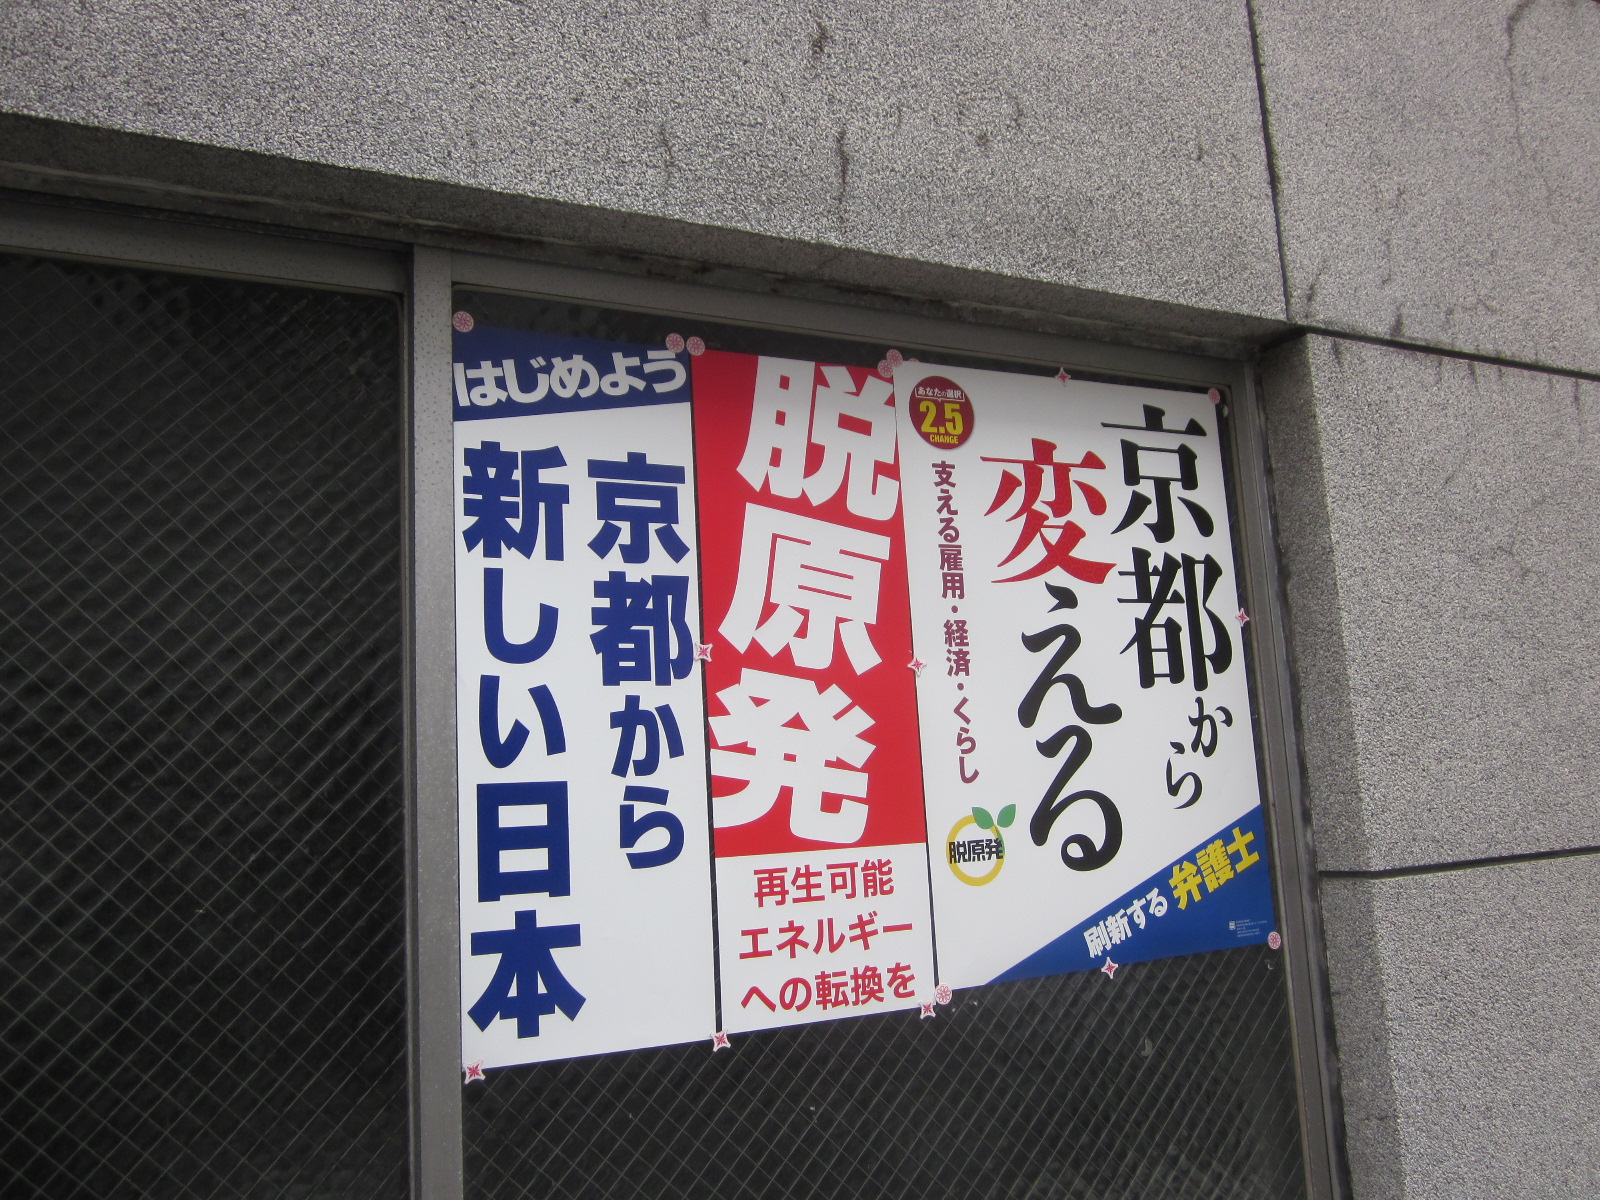 はじめよう
京都から
新しい日本
脱原発
再生可能
エネルギー
への転換を
京都から
変える
あなたの選択
2.5
CHANGE
支える雇用・経済・くらし
脱原発
刷新する 弁護士